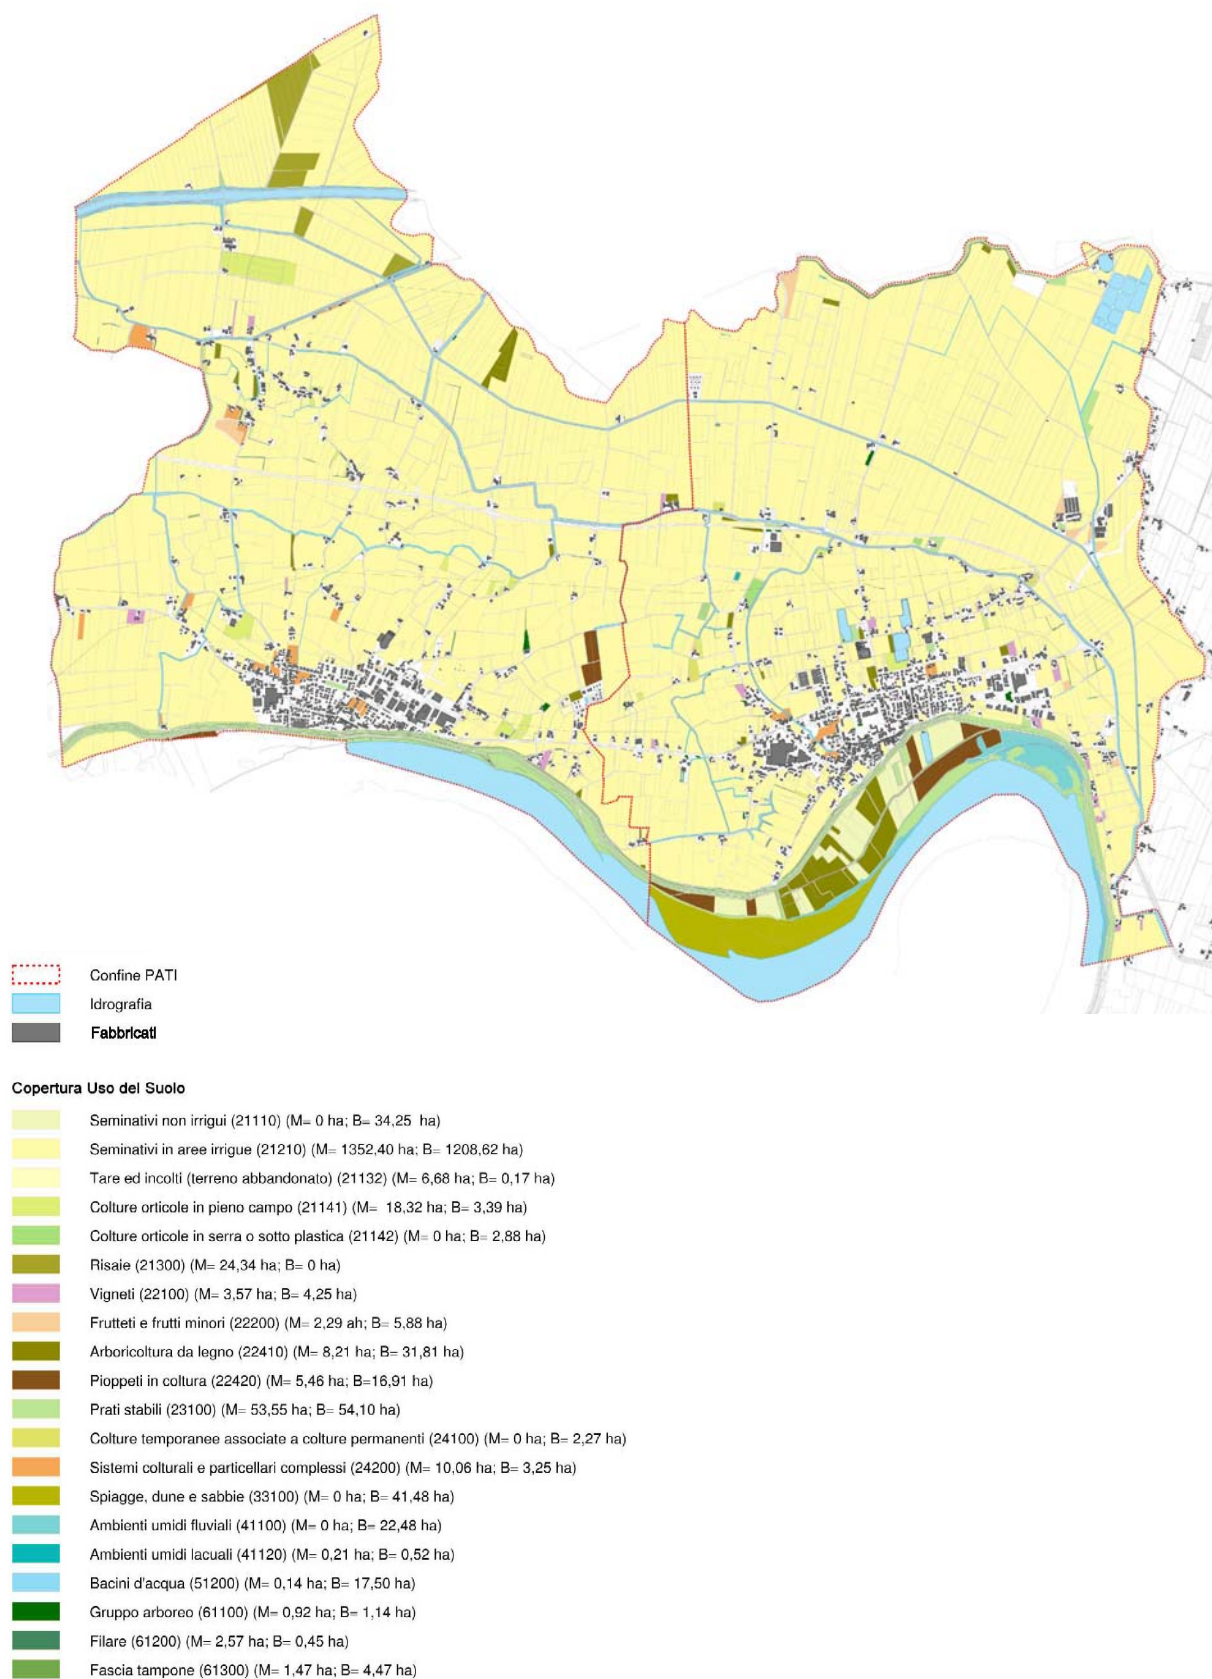 Confine PATI
Idrografia
Fabbricati
Copertura Uso del Suolo
Seminativi non irrigui (21110) (M= 0 ha; B= 34,25 ha)
Seminativi in aree irrigue (21210) (M= 1352,40 ha; B= 1208,62 ha)
Tare ed incolti (terreno abbandonato) (21132) (M= 6,68 ha; B= 0,17 ha)
Colture orticole in pieno campo (21141) (M= 18,32 ha; B= 3,39 ha)
Colture orticole in serra o sotto plastica (21142) (M= 0 ha; B= 2,88 ha)
Risaie (21300) (M= 24,34 ha; B= 0 ha)
Vigneti (22100) (M= 3,57 ha; B= 4,25 ha)
Frutteti e frutti minori (22200) (M= 2,29 ah; B= 5,88 ha)
Arboricoltura da legno (22410) (M= 8,21 ha; B= 31,81 ha)
Pioppeti in coltura (22420) (M= 5,46 ha; B=16,91 ha)
Prati stabili (23100) (M= 53,55 ha; B= 54,10 ha)
Colture temporanee associate a colture permanenti (24100) (M= 0 ha; B= 2,27 ha)
Sistemi colturali e particellari complessi (24200) (M= 10,06 ha; B= 3,25 ha)
Spiagge, dune e sabbie (33100) (M= 0 ha; B= 41,48 ha)
Ambienti umidi fluviali (41100) (M= 0 ha; B= 22,48 ha)
Ambienti umidi lacuali (41120) (M= 0,21 ha; B= 0,52 ha)
Bacini d'acqua (51200) (M= 0,14 ha; B= 17,50 ha)
Gruppo arboreo (61100) (M= 0,92 ha; B= 1,14 ha)
Filare (61200) (M= 2,57 ha; B= 0,45 ha)
Fascia tampone (61300) (M= 1,47 ha; B= 4,47 ha)